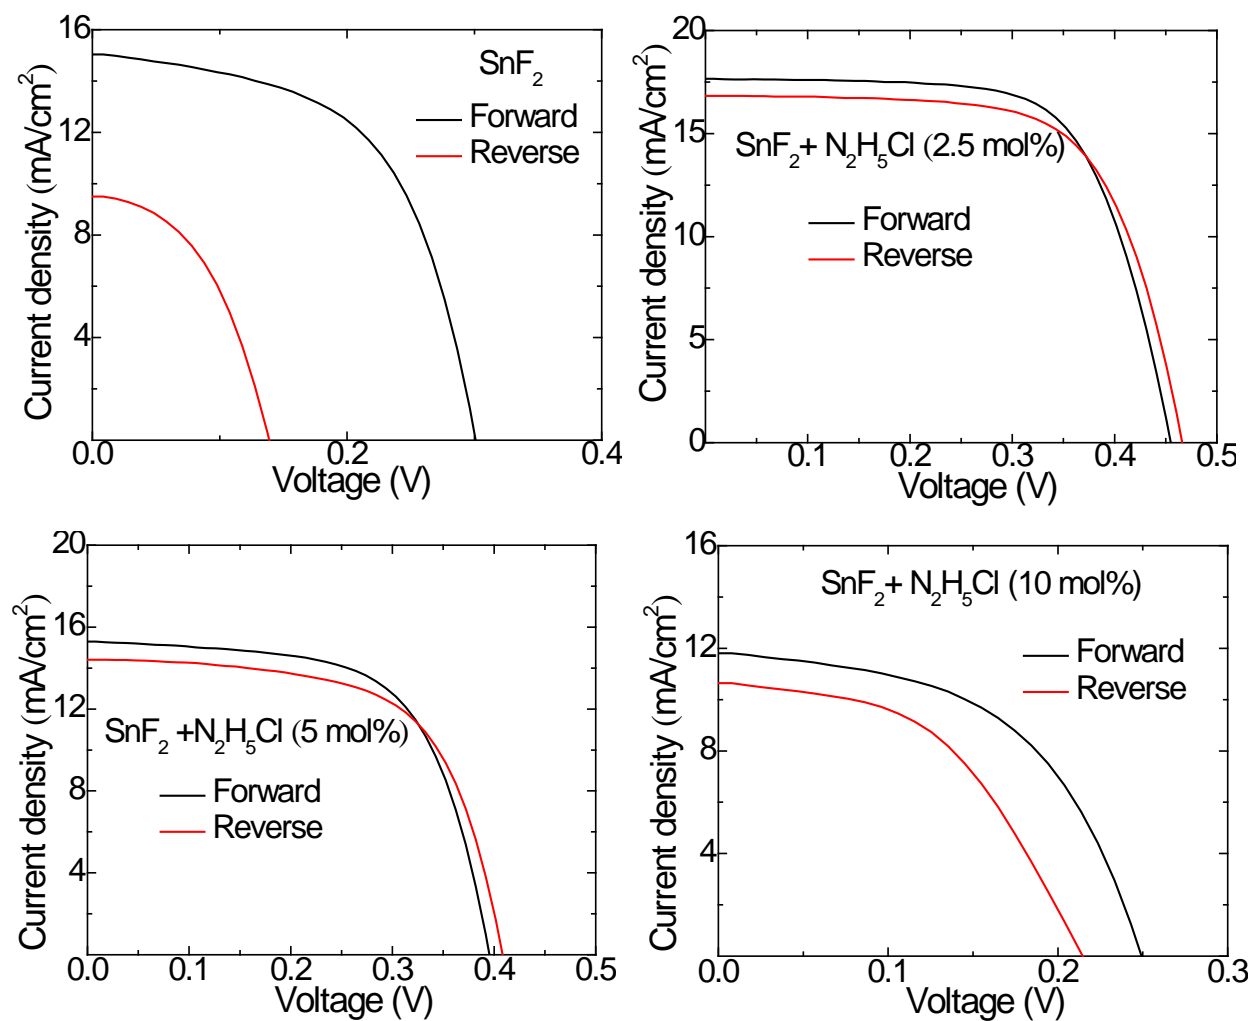 16
12
8
4
0.0
0.2
0.4
Current density (mA/cm²)
Voltage (V)
SnF₂
Forward
Reverse
20
15
10
5
0
0.1
0.2
0.3
0.4
0.5
Current density (mA/cm²)
Voltage (V)
SnF₂+ N₂H₅Cl (2.5 mol%)
Forward
Reverse
20
16
12
8
4
0.0
0.1
0.2
0.3
0.4
0.5
Current density (mA/cm²)
Voltage (V)
SnF₂ +N₂H₅Cl (5 mol%)
Forward
Reverse
16
12
8
4
0.0
0.1
0.2
0.3
Current density (mA/cm²)
Voltage (V)
SnF₂+ N₂H₅Cl (10 mol%)
Forward
Reverse